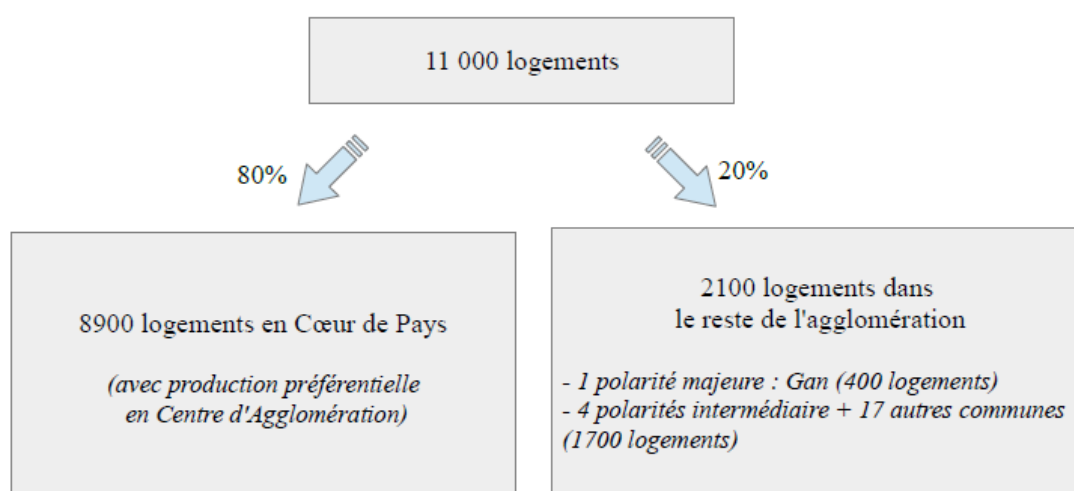 11 000 logements
80%
20%
8900 logements en Cœur de Pays
(avec production préférentielle
en Centre d'Agglomération)
2100 logements dans
le reste de l'agglomération
- 1 polarité majeure : Gan (400 logements)
- 4 polarités intermédiaire + 17 autres communes
(1700 logements)